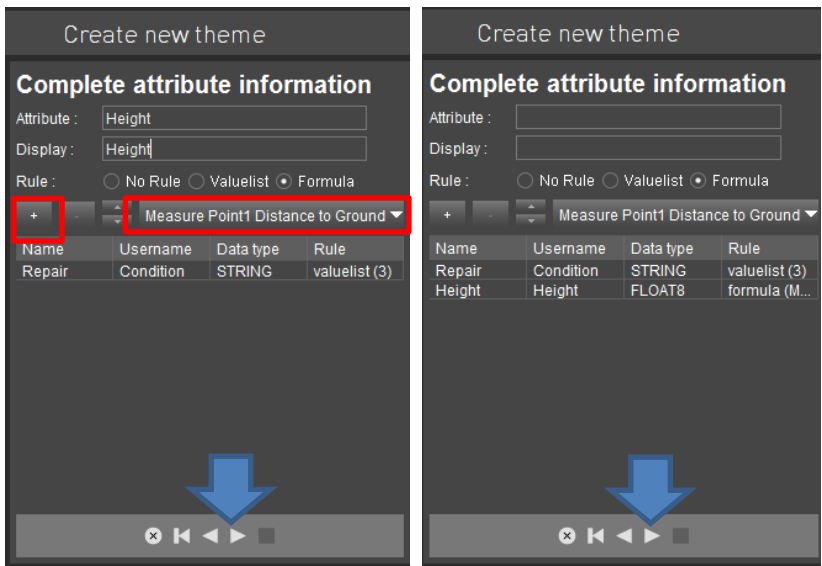 Create new theme
Complete attribute information
Attribute : Height
Display : Height
Rule : No Rule Valuelist Formula
+ - Measure Point1 Distance to Ground
Name Username Data type Rule
Repair Condition STRING valuelist (3)
Create new theme
Complete attribute information
Attribute :
Display :
Rule : No Rule Valuelist Formula
+ - Measure Point1 Distance to Ground
Name Username Data type Rule
Repair Condition STRING valuelist (3)
Height Height FLOAT8 formula (M...